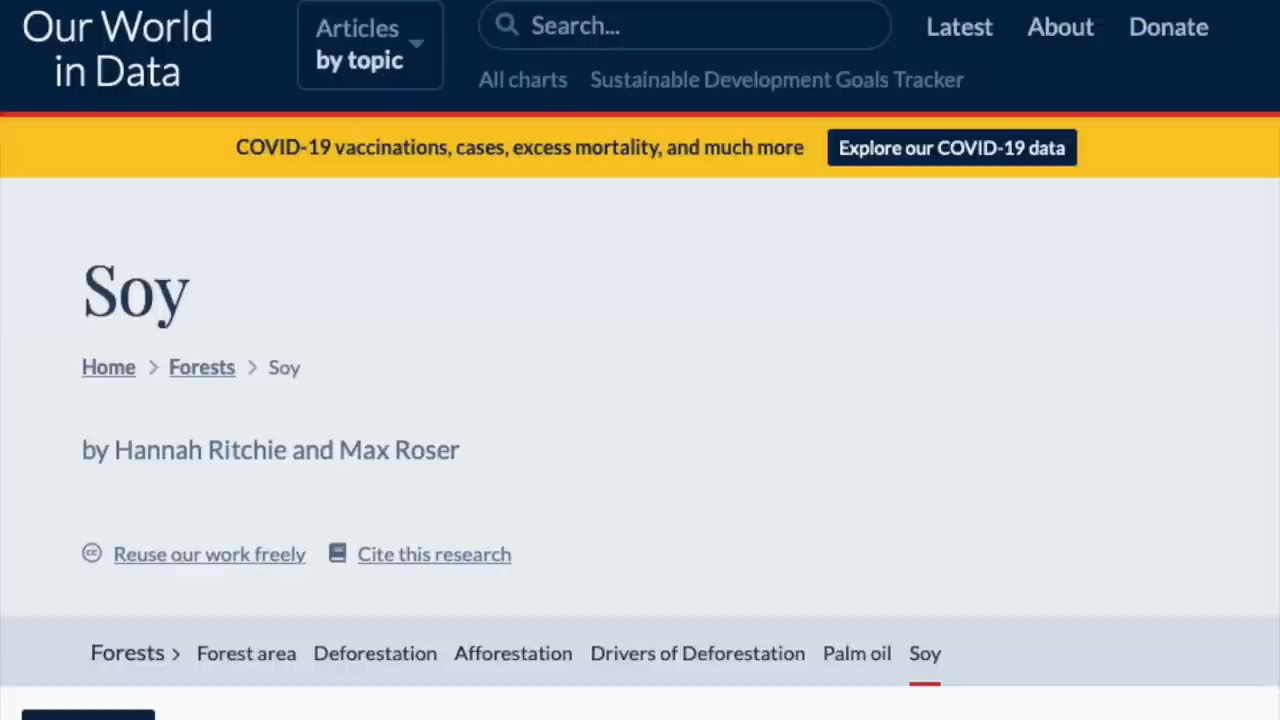 Our World
in Data
Articles
by topic
Search...
Latest About Donate
All charts Sustainable Development Goals Tracker
COVID-19 vaccinations, cases, excess mortality, and much more Explore our COVID-19 data
Soy
Home > Forests > Soy
by Hannah Ritchie and Max Roser
cc Reuse our work freely Cite this research
Forests > Forest area Deforestation Afforestation Drivers of Deforestation Palm oil Soy